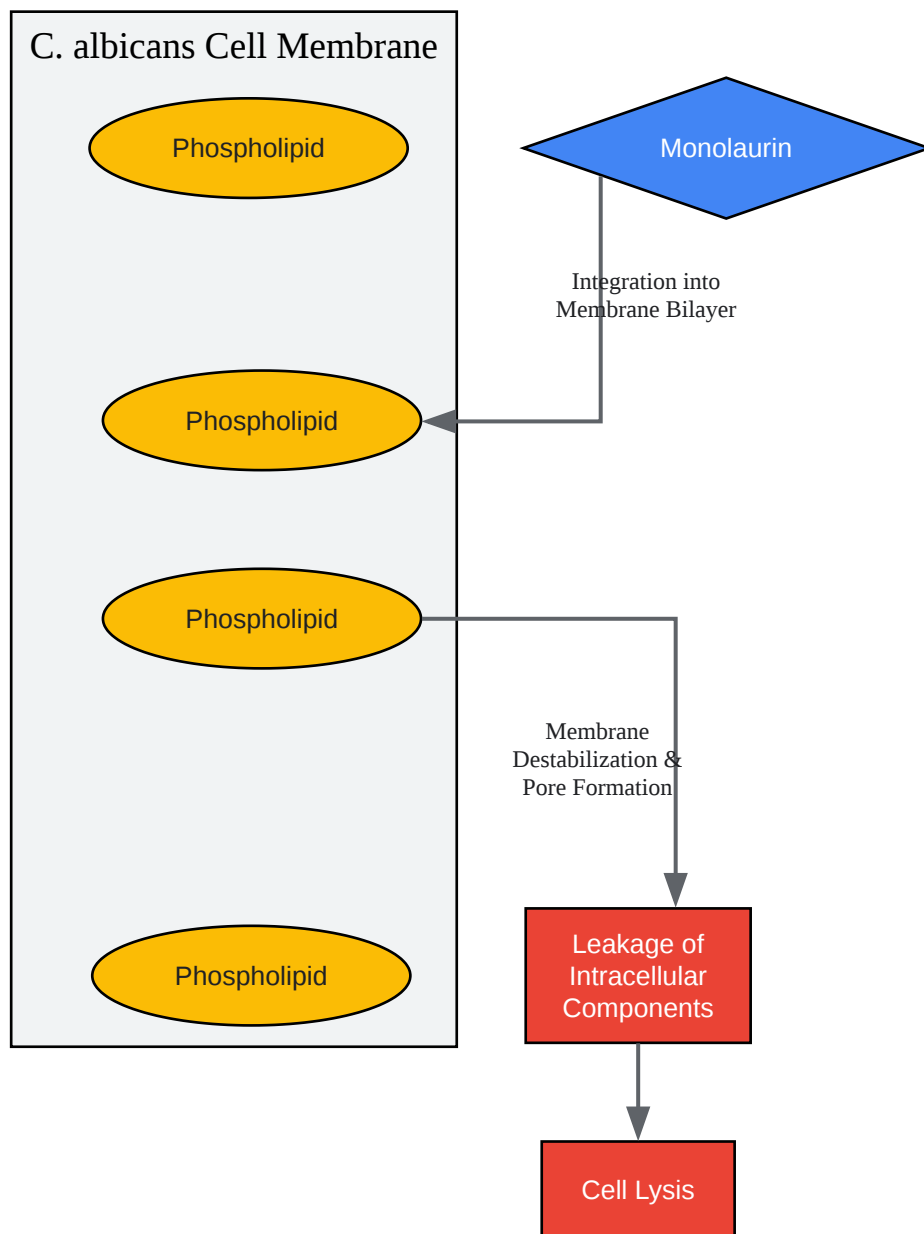 C. albicans Cell Membrane
Phospholipid
Monolaurin
Integration into
Membrane Bilayer
Phospholipid
Phospholipid
Membrane
Destabilization &
Pore Formation
Leakage of
Intracellular
Components
Phospholipid
Cell Lysis